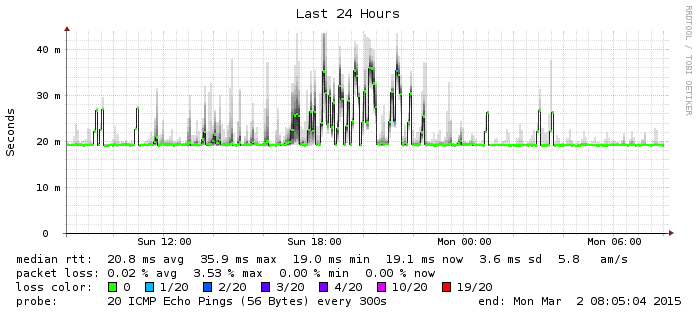 Last 24 Hours
RRDTOOL / TOBI OETIKER
Seconds
40 m
30 m
20 m
10 m
0
Sun 12:00 Sun 18:00 Mon 00:00 Mon 06:00
median rtt: 20.8 ms avg 35.9 ms max 19.0 ms min 19.1 ms now 3.6 ms sd 5.8 am/s
packet loss: 0.02 % avg 3.53 % max 0.00 % min 0.00 % now
loss color: 0 1/20 2/20 3/20 4/20 10/20 19/20
probe: 20 ICMP Echo Pings (56 Bytes) every 300s end: Mon Mar 2 08:05:04 2015